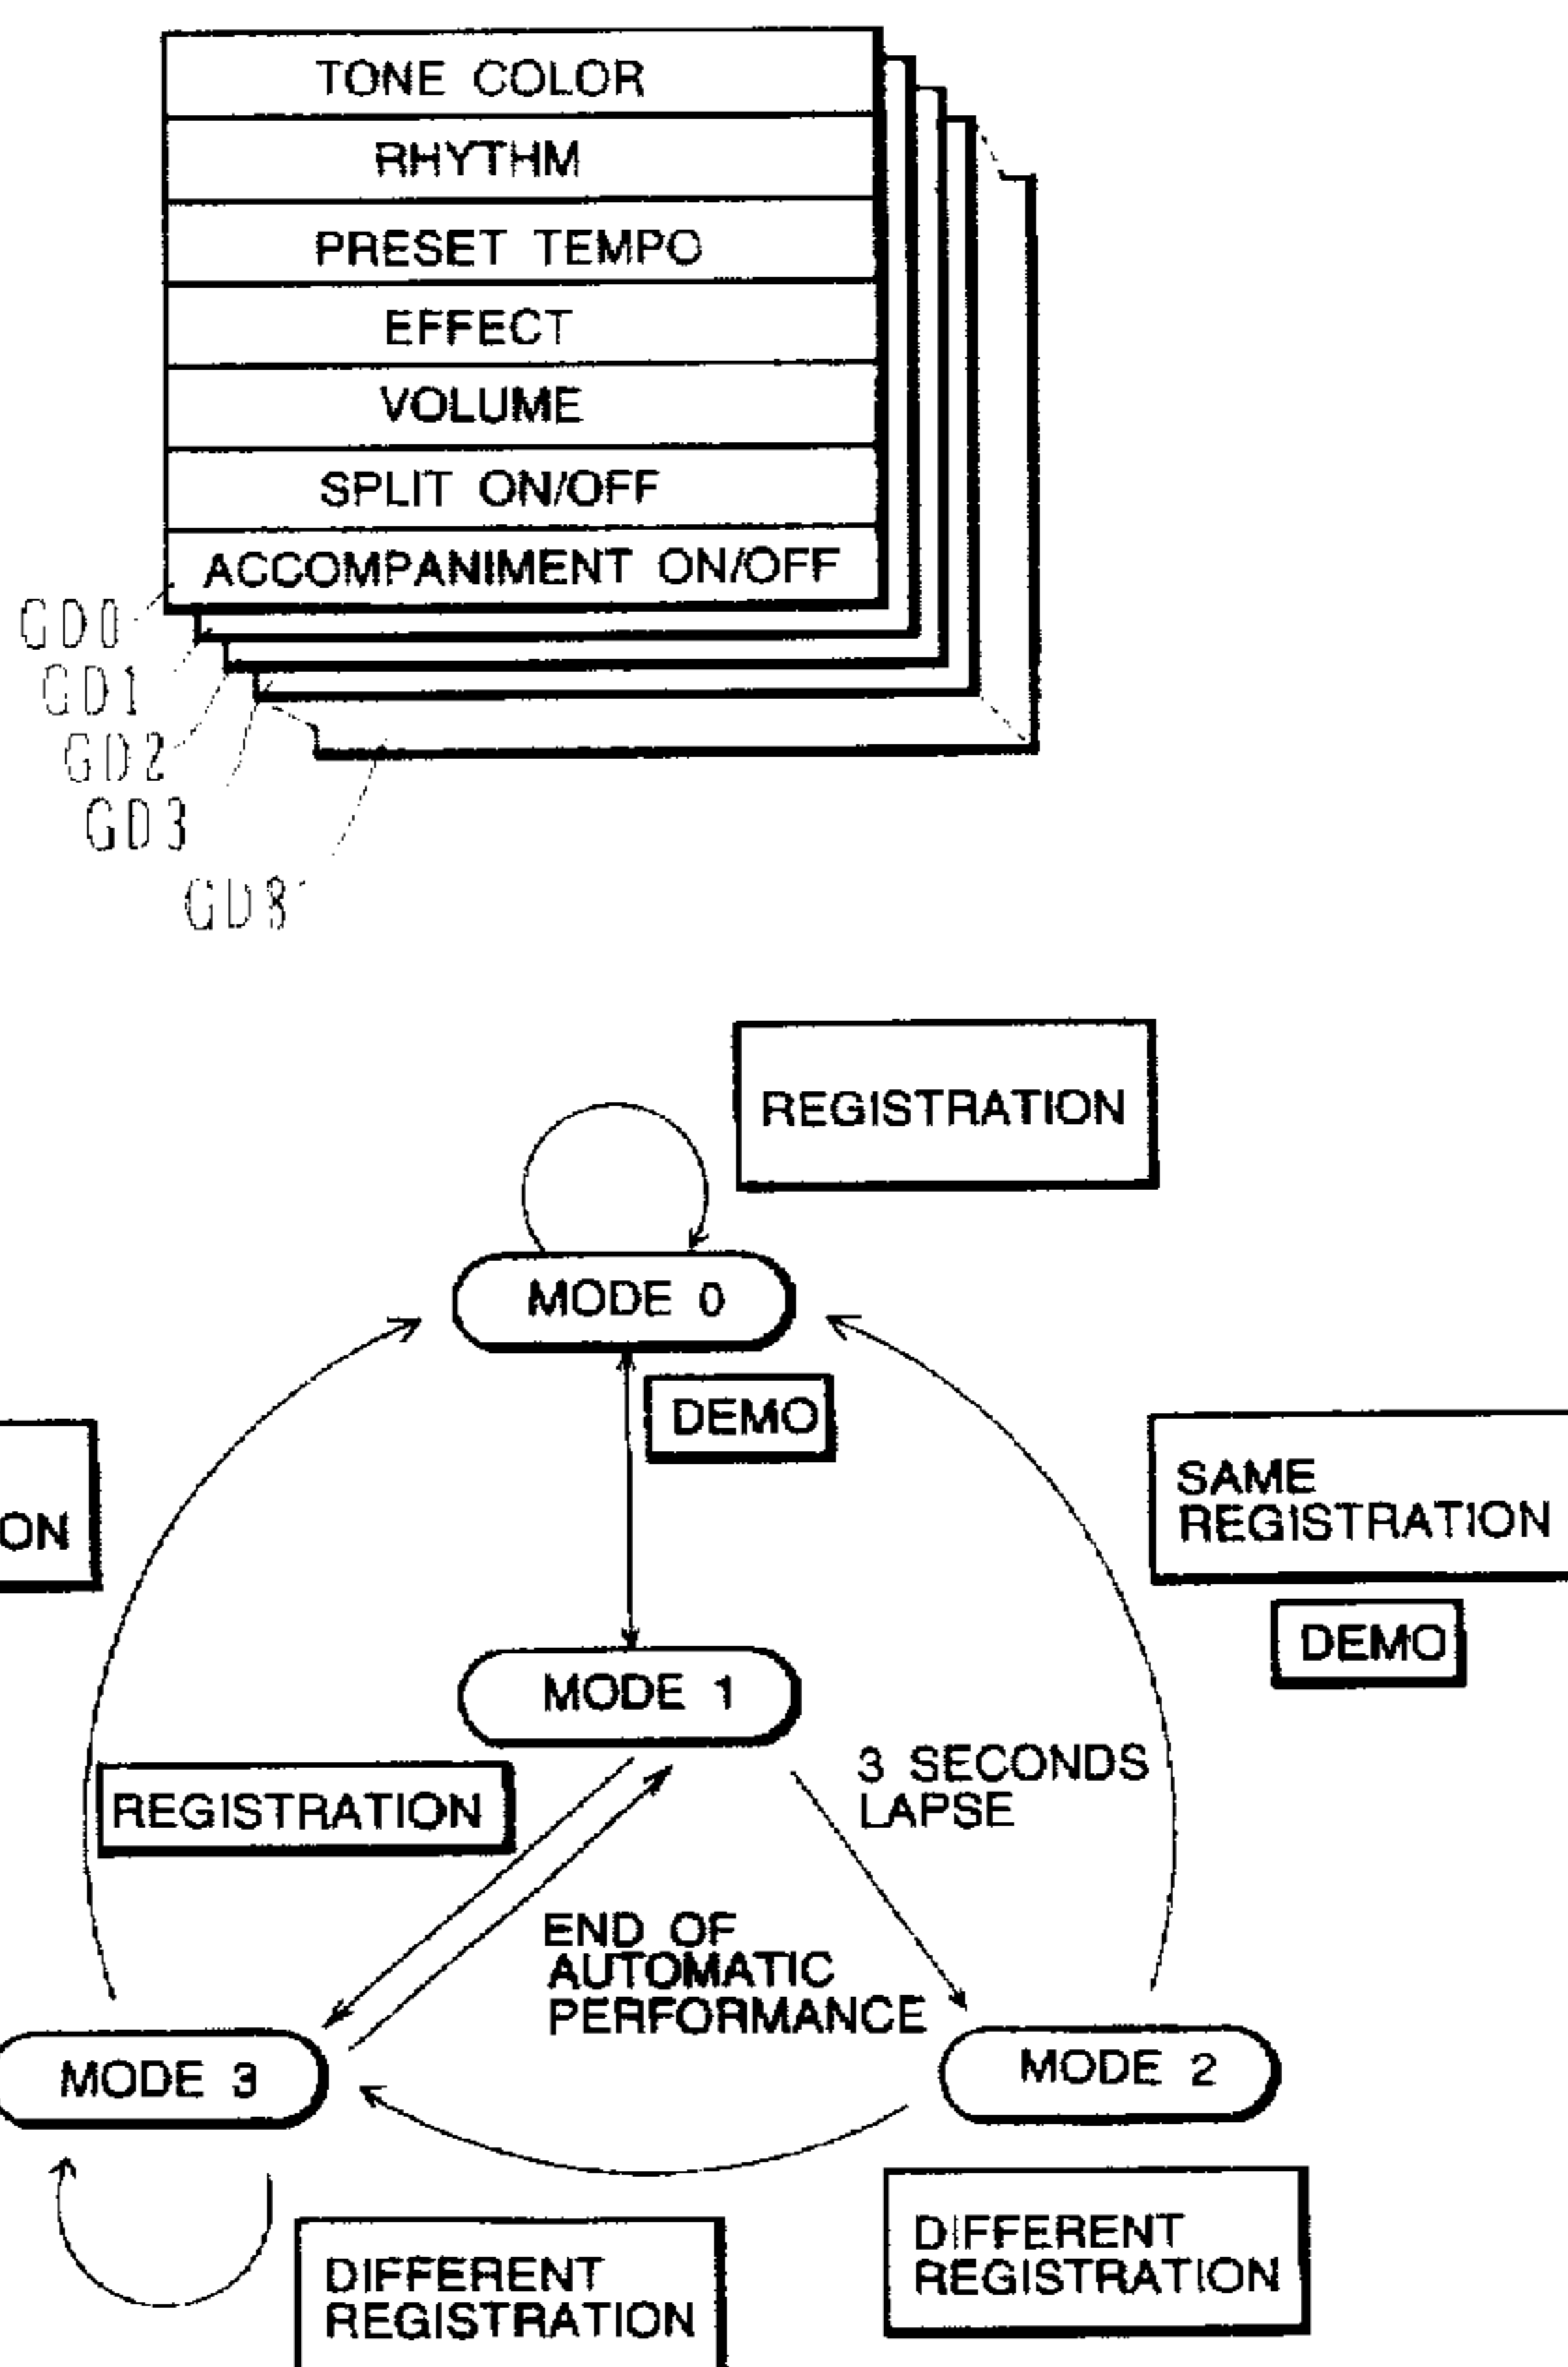 TONE COLOR
RHYTHM
PRESET TEMPO
EFFECT
VOLUME
SPLIT ON/OFF
ACCOMPANIMENT ON/OFF
GD0
GD1
GD2
GD3
GD8
REGISTRATION
MODE 0
DEMO
ON
SAME
REGISTRATION
DEMO
MODE 1
3 SECONDS
LAPSE
REGISTRATION
END OF
AUTOMATIC
PERFORMANCE
MODE 3
MODE 2
DIFFERENT
REGISTRATION
DIFFERENT
REGISTRATION